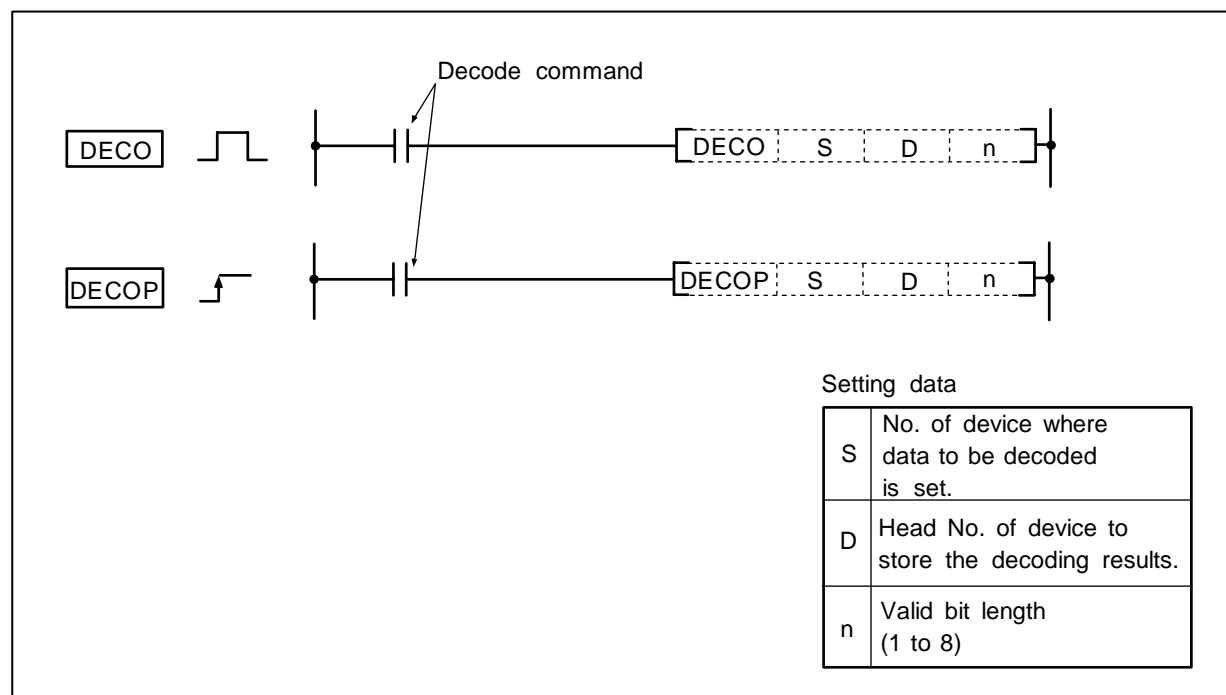 Decode command
DECO DECO S D n
DECOP DECOP S D n
Setting data
S No. of device where
data to be decoded
is set.
D Head No. of device to
store the decoding results.
n Valid bit length
(1 to 8)